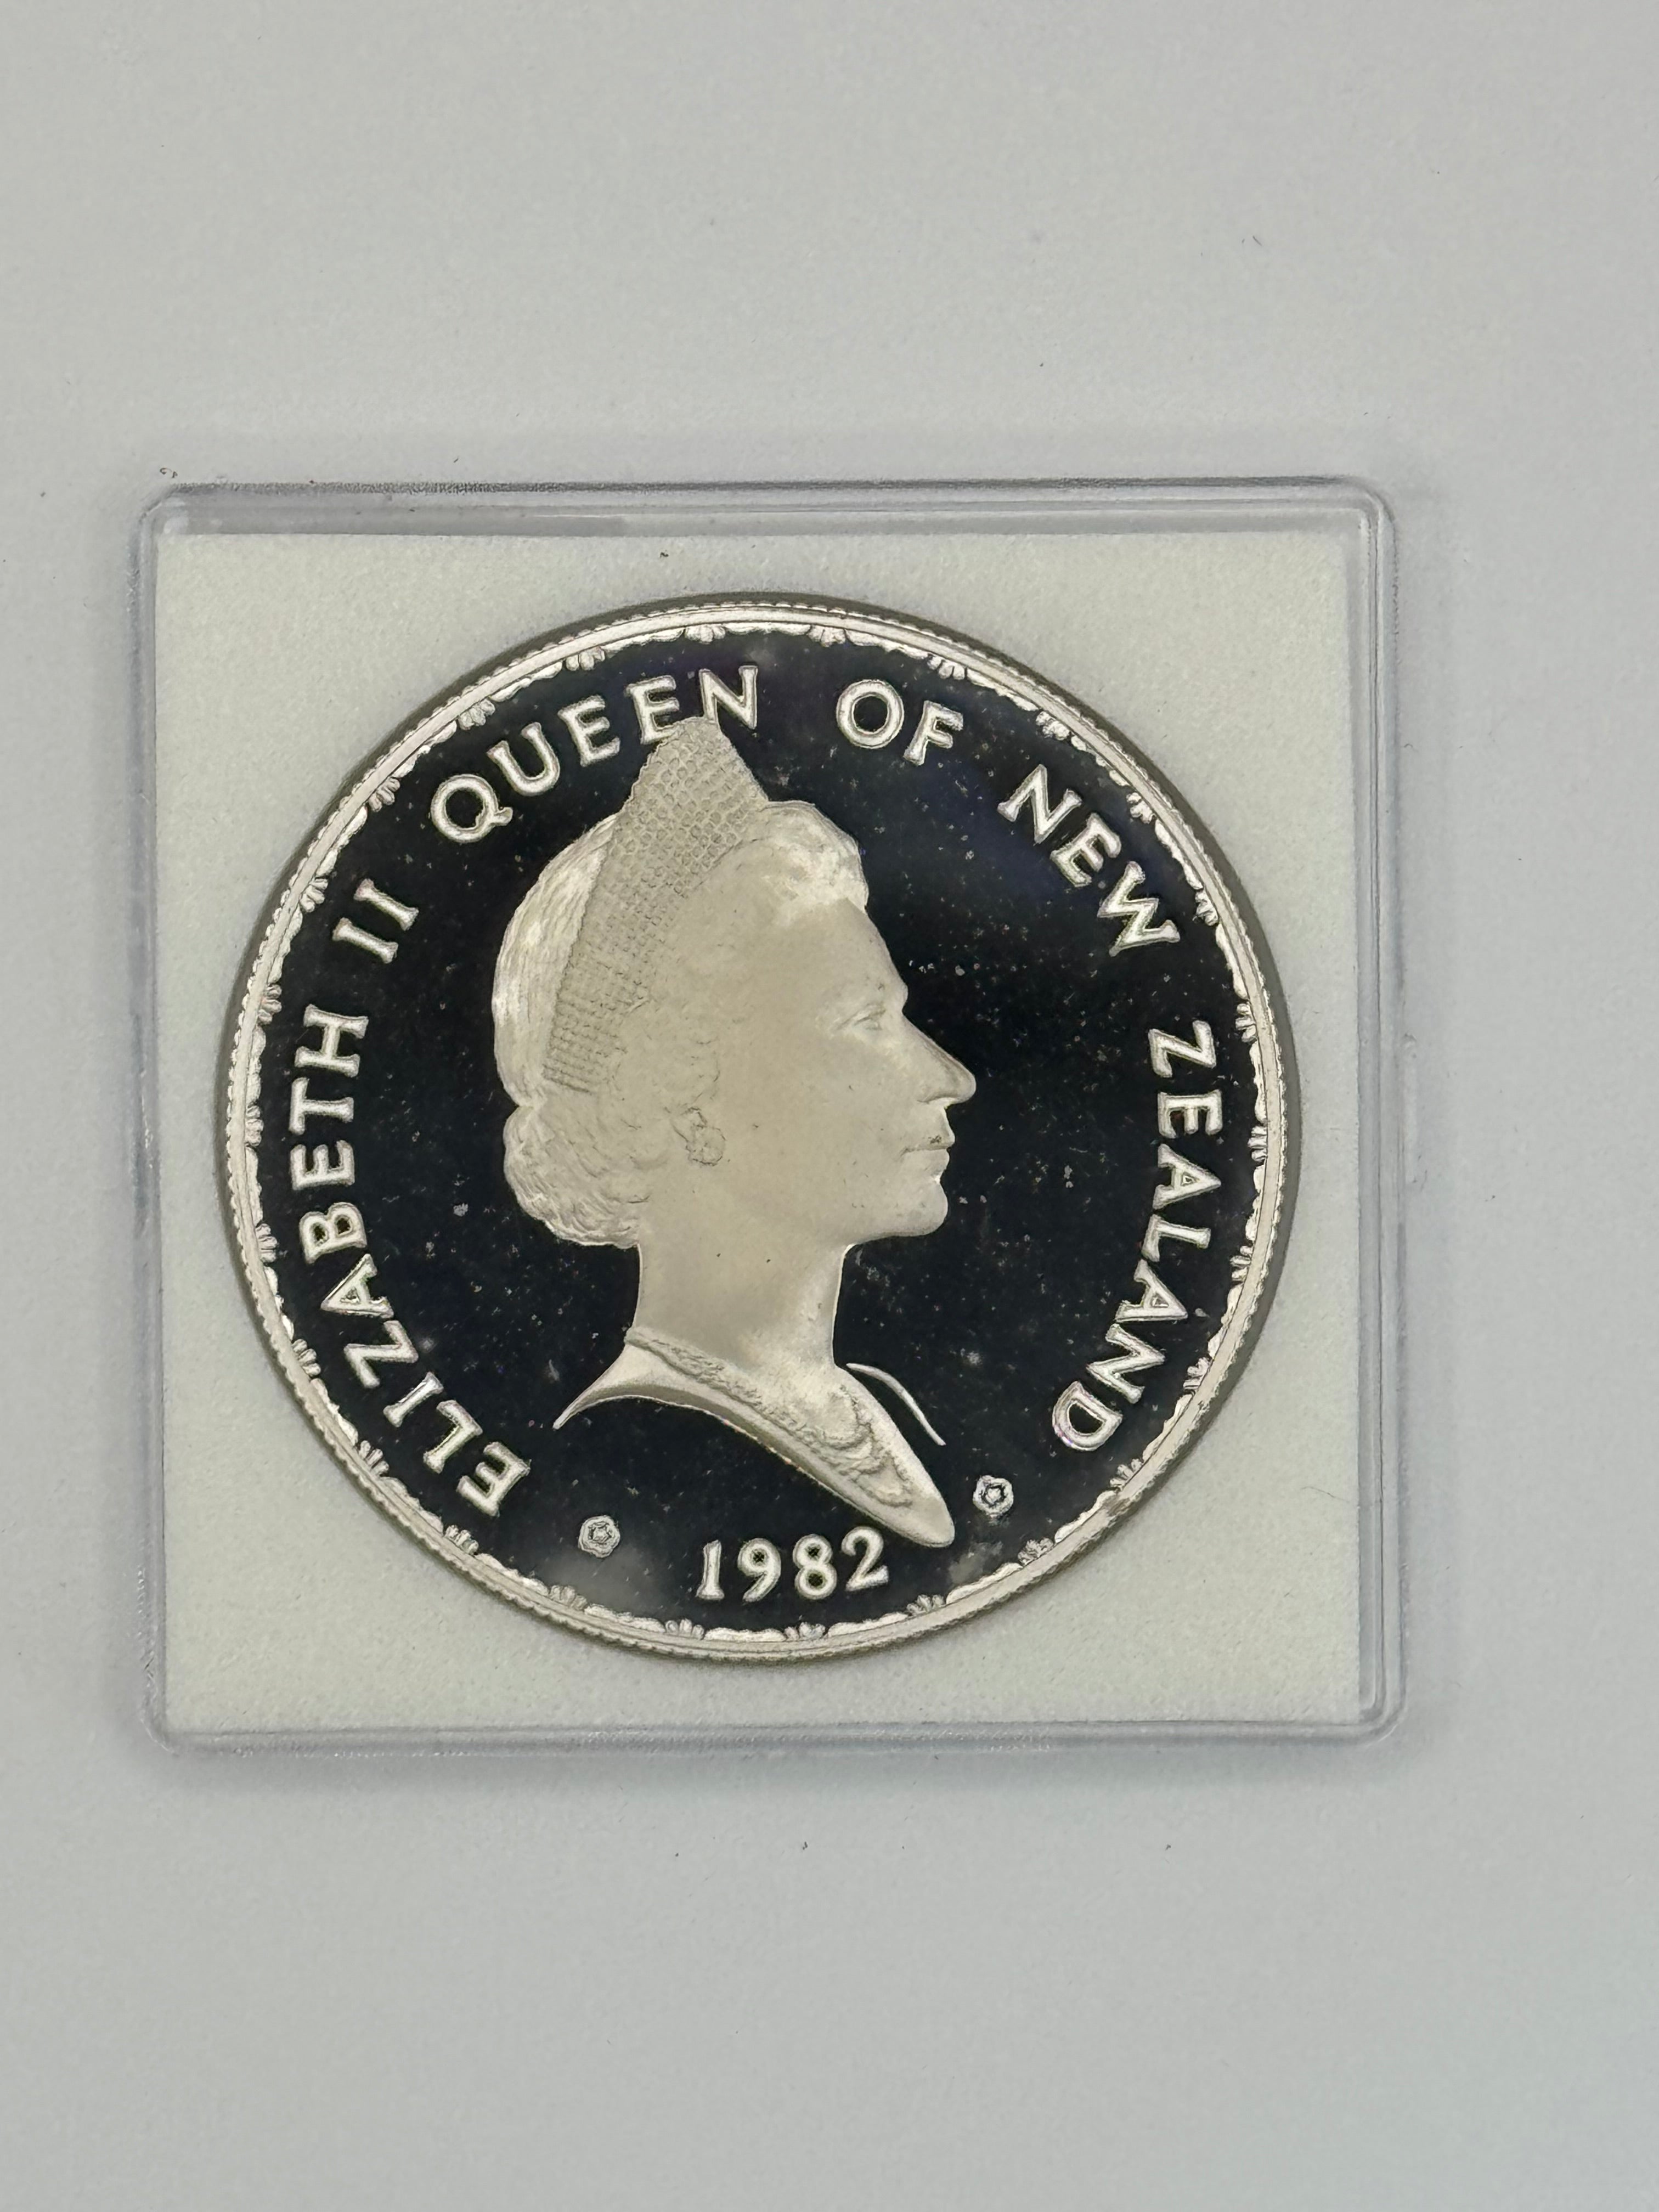 ELIZABETH II QUEEN OF NEW ZEALAND
1982